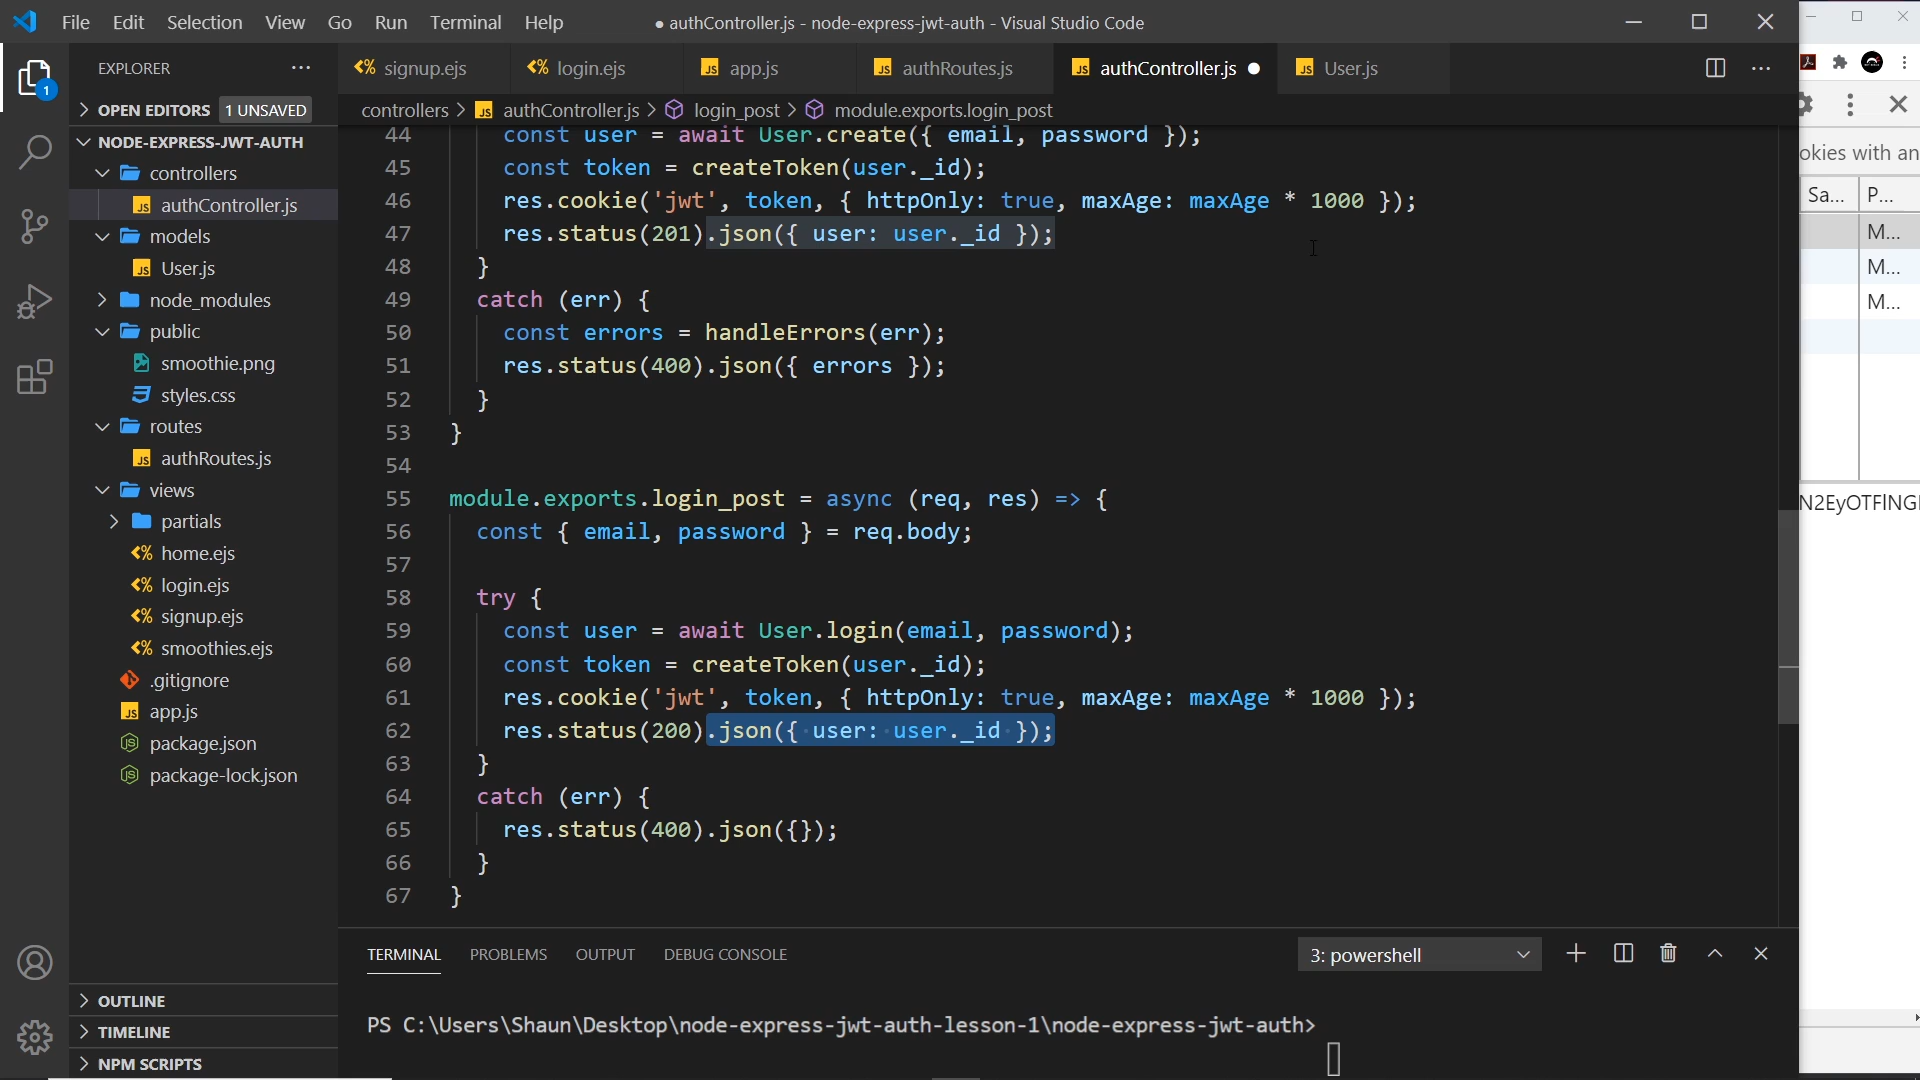 File Edit Selection View Go Run Terminal Help
● authController.js - node-express-jwt-auth - Visual Studio Code
EXPLORER
OPEN EDITORS 1 UNSAVED
NODE-EXPRESS-JWT-AUTH
controllers
authController.js
models
User.js
node_modules
public
smoothie.png
styles.css
routes
authRoutes.js
views
partials
home.ejs
login.ejs
signup.ejs
smoothies.ejs
.gitignore
app.js
package.json
package-lock.json
OUTLINE
TIMELINE
NPM SCRIPTS
1
signup.ejs login.ejs app.js authRoutes.js authController.js User.js
controllers > authController.js > login_post > module.exports.login_post
44 const user = await User.create({ email, password });
45 const token = createToken(user._id);
46 res.cookie('jwt', token, { httpOnly: true, maxAge: maxAge * 1000 });
47 res.status(201).json({ user: user._id });
48 }
49 catch (err) {
50 const errors = handleErrors(err);
51 res.status(400).json({ errors });
52 }
53 }
54
55 module.exports.login_post = async (req, res) => {
56 const { email, password } = req.body;
57
58 try {
59 const user = await User.login(email, password);
60 const token = createToken(user._id);
61 res.cookie('jwt', token, { httpOnly: true, maxAge: maxAge * 1000 });
62 res.status(200).json({ user: user._id });
63 }
64 catch (err) {
65 res.status(400).json({});
66 }
67 }
TERMINAL PROBLEMS OUTPUT DEBUG CONSOLE
3: powershell
PS C:\Users\Shaun\Desktop\node-express-jwt-auth-lesson-1\node-express-jwt-auth>
okies with an
Sa... P...
M...
M...
M...